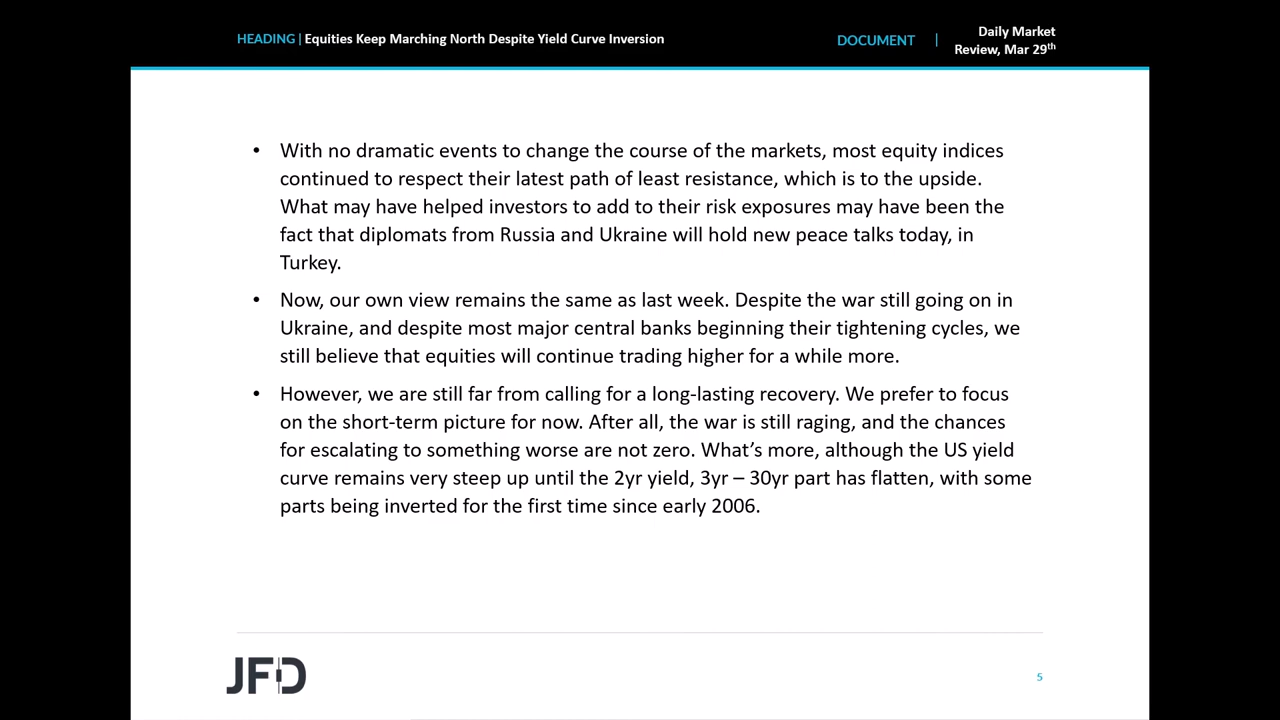 HEADING | Equities Keep Marching North Despite Yield Curve Inversion
DOCUMENT | Daily Market
Review, Mar 29th
• With no dramatic events to change the course of the markets, most equity indices
continued to respect their latest path of least resistance, which is to the upside.
What may have helped investors to add to their risk exposures may have been the
fact that diplomats from Russia and Ukraine will hold new peace talks today, in
Turkey.
• Now, our own view remains the same as last week. Despite the war still going on in
Ukraine, and despite most major central banks beginning their tightening cycles, we
still believe that equities will continue trading higher for a while more.
• However, we are still far from calling for a long-lasting recovery. We prefer to focus
on the short-term picture for now. After all, the war is still raging, and the chances
for escalating to something worse are not zero. What’s more, although the US yield
curve remains very steep up until the 2yr yield, 3yr – 30yr part has flatten, with some
parts being inverted for the first time since early 2006.
JFD
5